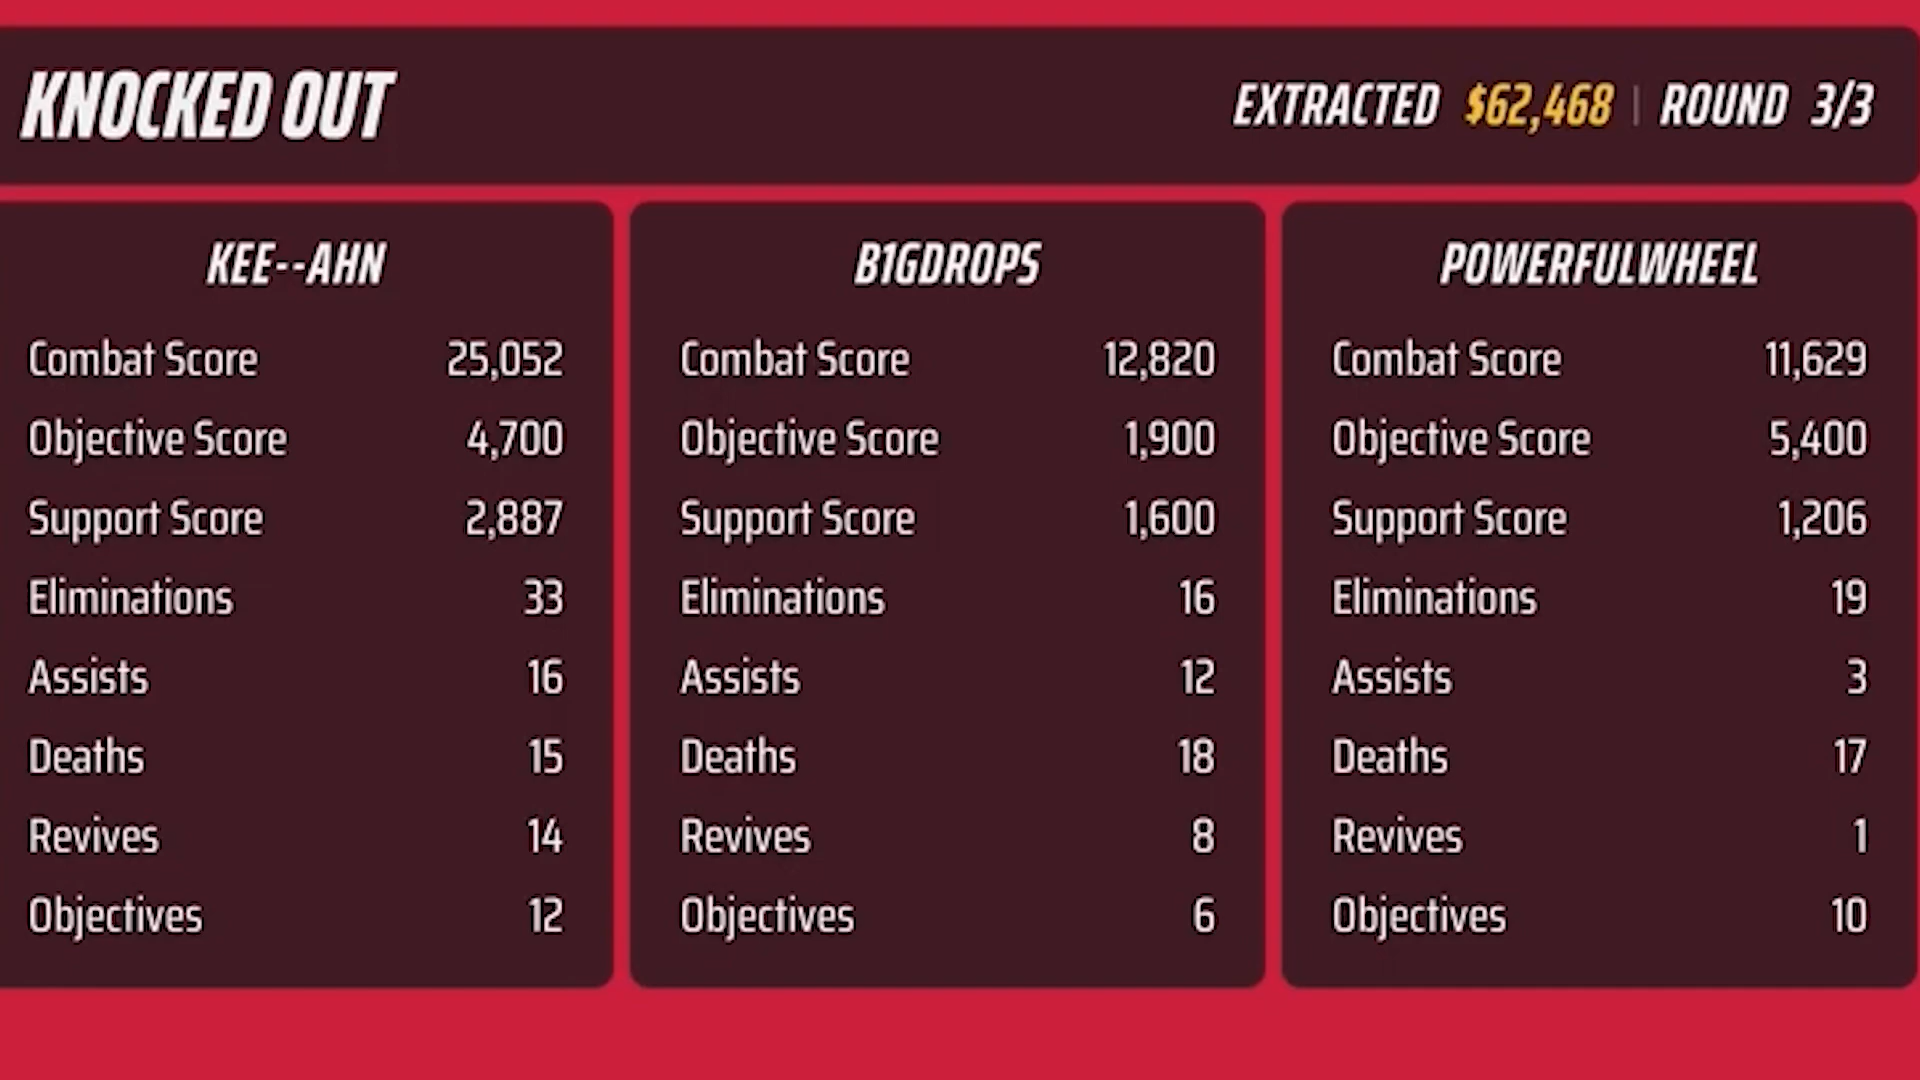 KNOCKED OUT
EXTRACTED $62,468 | ROUND 3/3
KEE--AHN
Combat Score 25,052
Objective Score 4,700
Support Score 2,887
Eliminations 33
Assists 16
Deaths 15
Revives 14
Objectives 12
B1GDROPS
Combat Score 12,820
Objective Score 1,900
Support Score 1,600
Eliminations 16
Assists 12
Deaths 18
Revives 8
Objectives 6
POWERFULWHEEL
Combat Score 11,629
Objective Score 5,400
Support Score 1,206
Eliminations 19
Assists 3
Deaths 17
Revives 1
Objectives 10